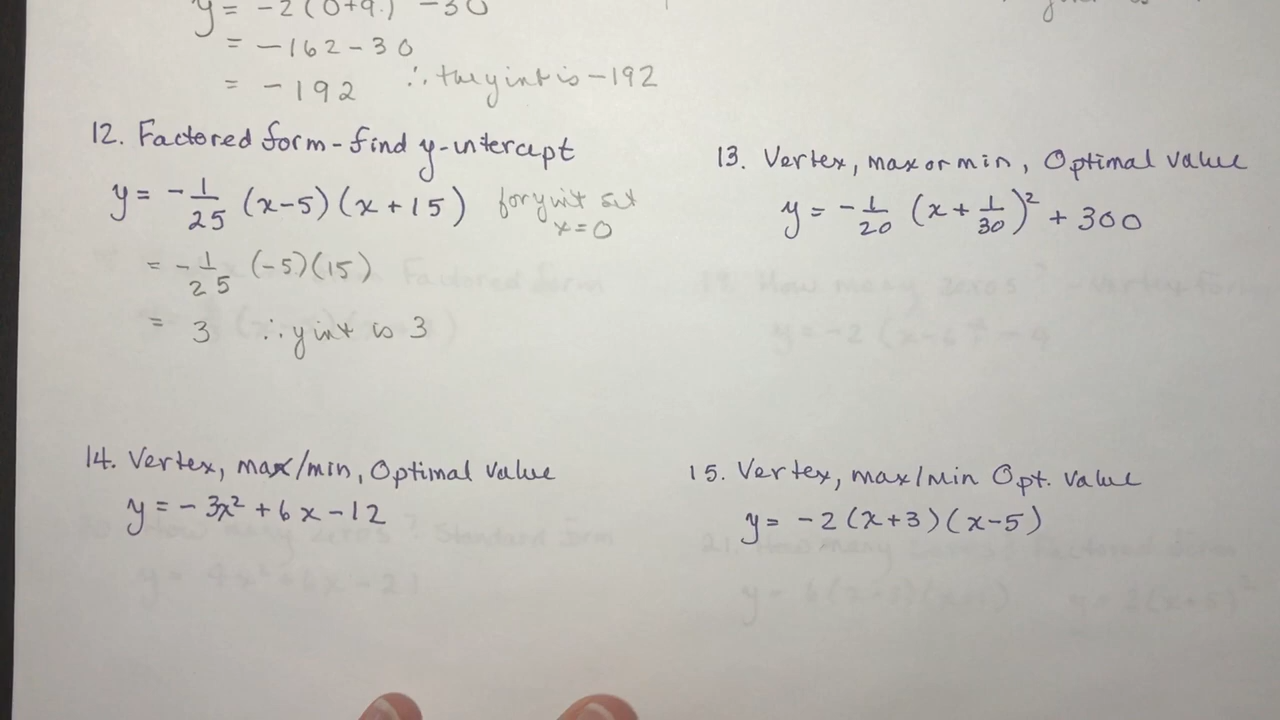 y = -2(0+9)² -30
= -162 - 30
= -192 ∴ the y int is -192
12. Factored form - find y-intercept
y = -1/25 (x-5)(x+15) for y int set x=0
= -1/25 (-5)(15)
= 3 ∴ y int is 3
13. Vertex, max or min, Optimal value
y = -1/20 (x + 1/30)² + 300
14. Vertex, max/min, Optimal value
y = -3x² + 6x - 12
15. Vertex, max/min Opt. value
y = -2(x+3)(x-5)